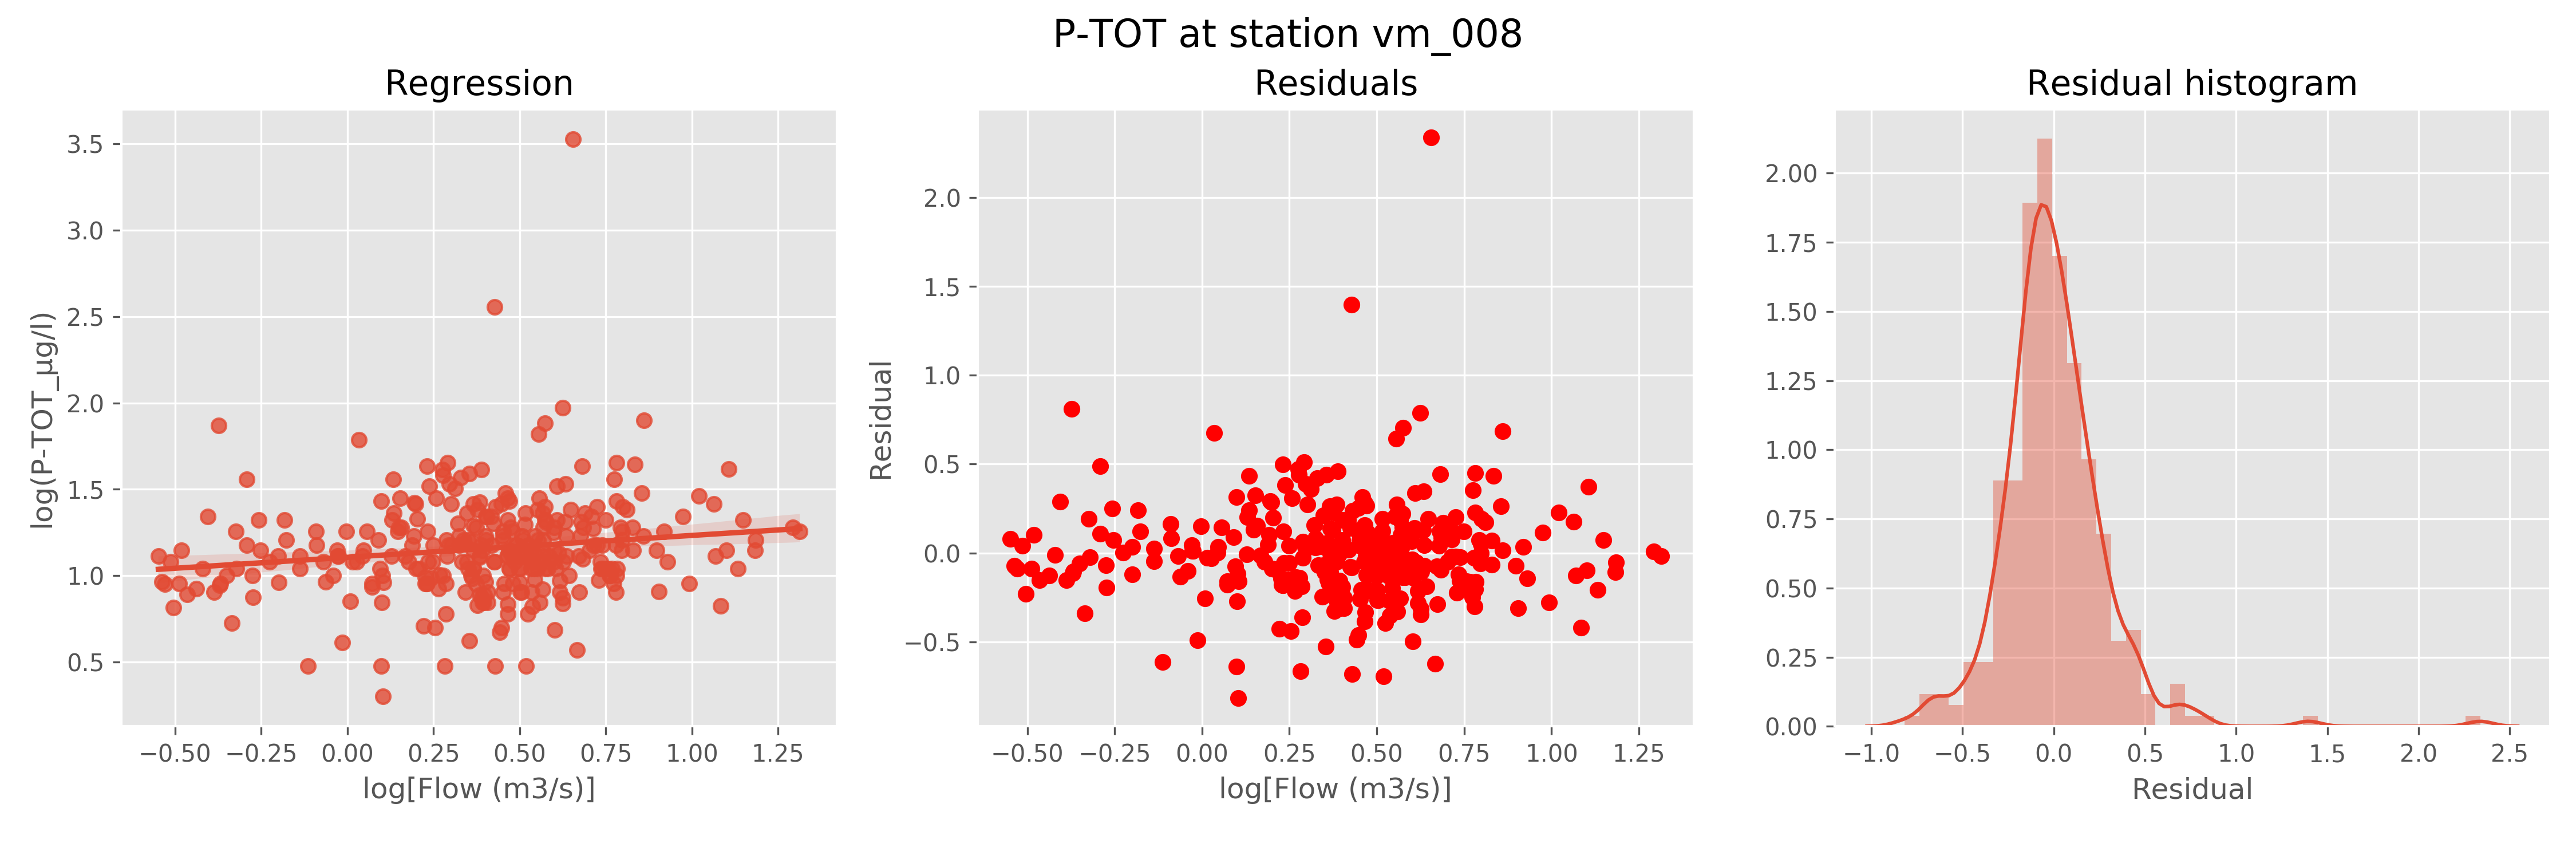 P-TOT at station vm_008
Regression
Residuals
Residual histogram
3.5
3.0
2.5
2.0
1.5
1.0
0.5
log(P-TOT_µg/l)
−0.50 −0.25 0.00 0.25 0.50 0.75 1.00 1.25
log[Flow (m3/s)]
2.0
1.5
1.0
0.5
0.0
−0.5
Residual
−0.50 −0.25 0.00 0.25 0.50 0.75 1.00 1.25
log[Flow (m3/s)]
2.00
1.75
1.50
1.25
1.00
0.75
0.50
0.25
0.00
−1.0 −0.5 0.0 0.5 1.0 1.5 2.0 2.5
Residual